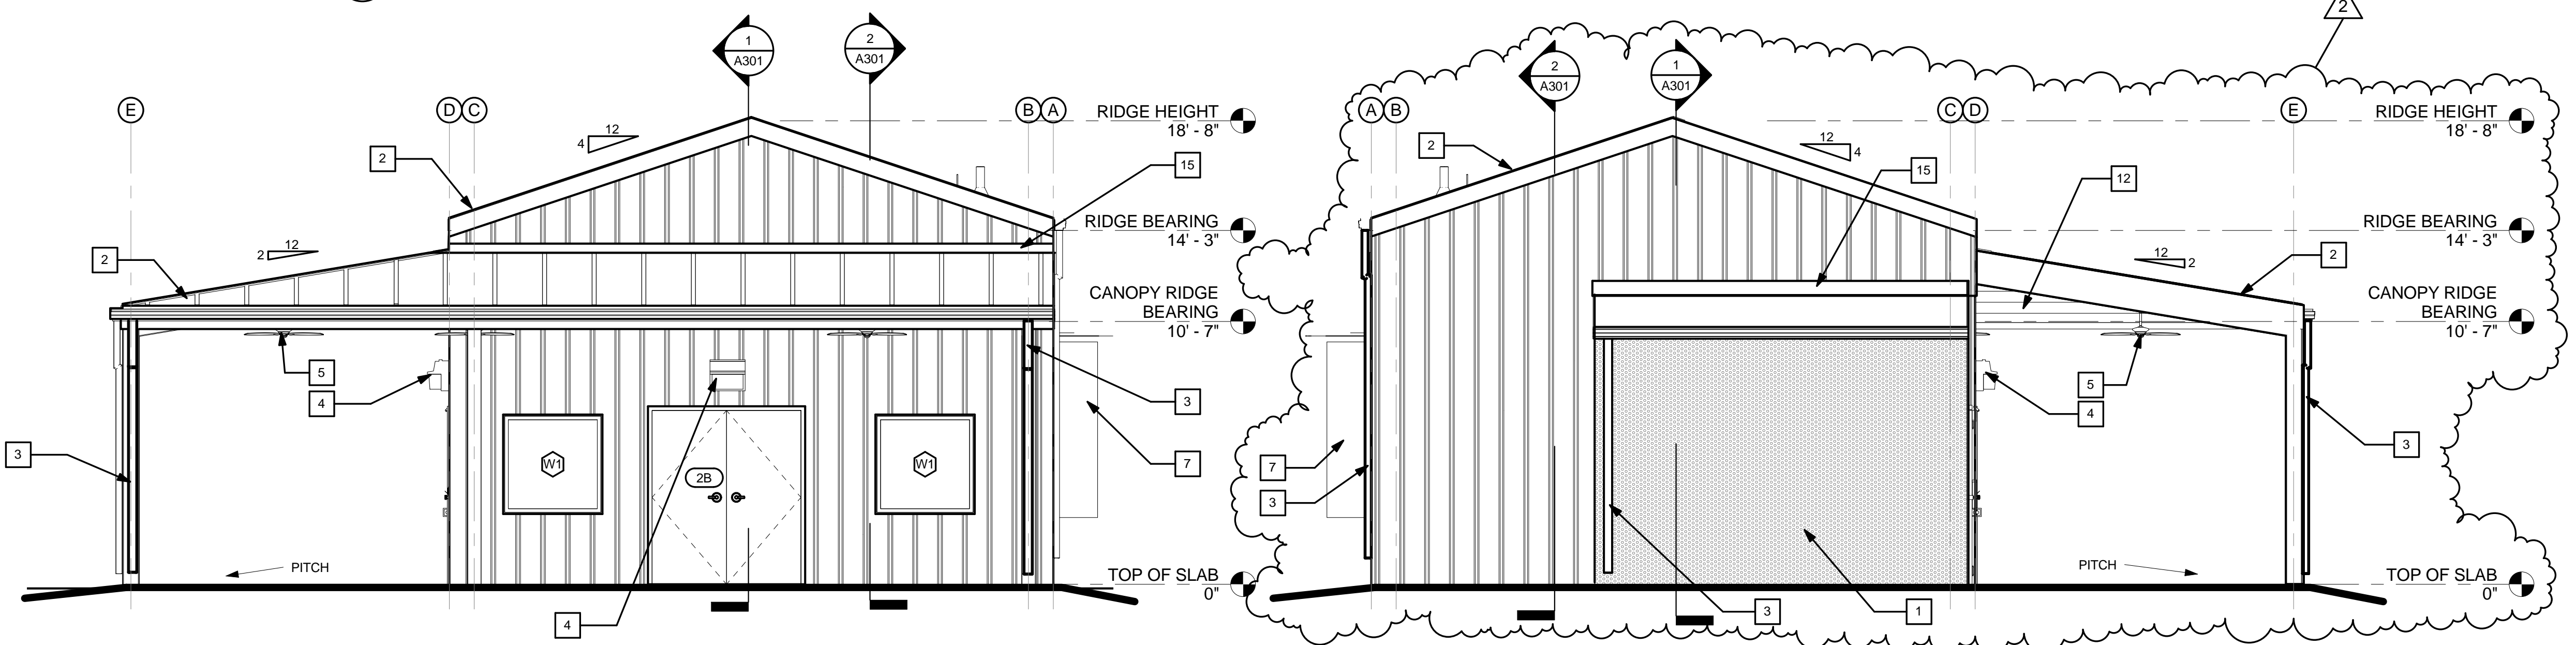 2
1
A301
2
A301
2
A301
1
A301
E
D
C
B
A
A
B
C
D
E
RIDGE HEIGHT
18' - 8"
RIDGE HEIGHT
18' - 8"
12
4
12
4
2
15
2
15
12
RIDGE BEARING
14' - 3"
RIDGE BEARING
14' - 3"
12
2
12
2
2
2
CANOPY RIDGE
BEARING
10' - 7"
CANOPY RIDGE
BEARING
10' - 7"
5
4
3
5
4
3
3
W1
2B
W1
7
7
3
PITCH
PITCH
TOP OF SLAB
0"
TOP OF SLAB
0"
4
3
1